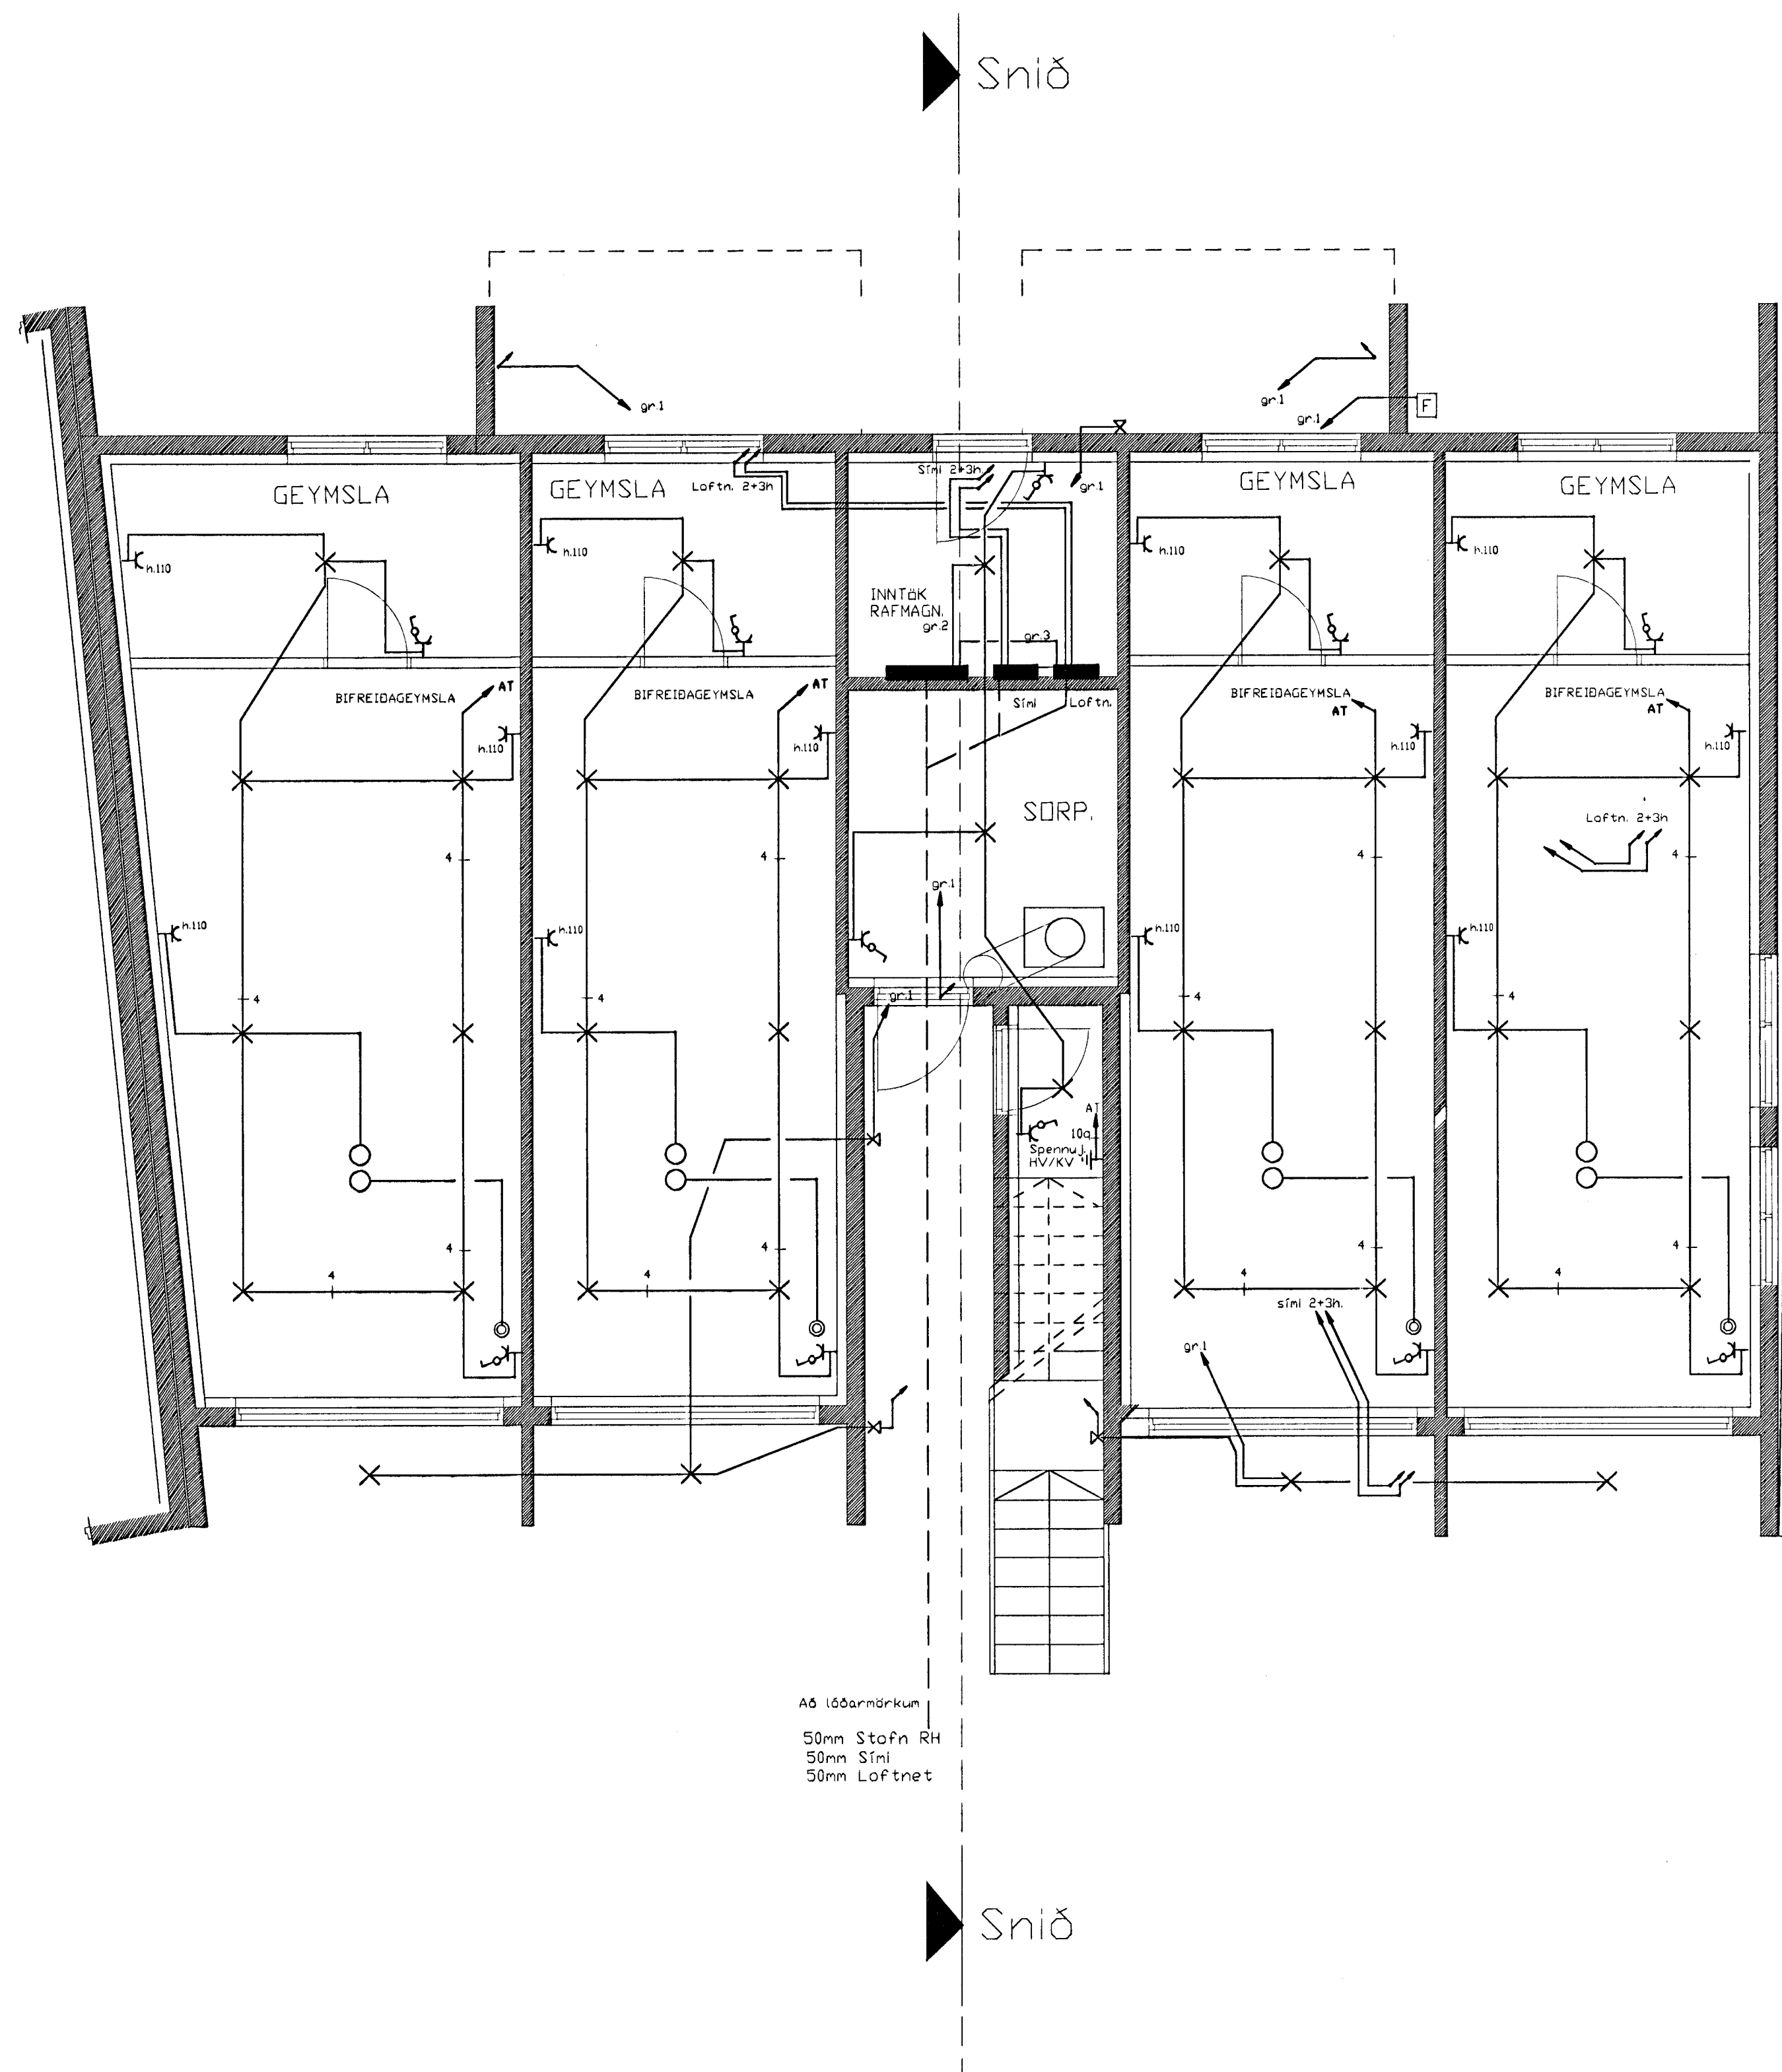 Snið
gr.1
gr.1
gr.1
F
GEYMSLA
GEYMSLA
Loftn. 2+3h
Sími 2+3h.
gr.1
GEYMSLA
GEYMSLA
h.110
h.110
h.110
h.110
INNTÖK
RAFMAGN.
gr.2
gr.3
BIFREIÐAGEYMSLA
AT
BIFREIÐAGEYMSLA
AT
Sími
Loftn.
BIFREIÐAGEYMSLA
AT
BIFREIÐAGEYMSLA
AT
h.110
h.110
h.110
h.110
SORP.
Loftn. 2+3h
4
4
4
4
gr.1
h.110
h.110
h.110
h.110
4
4
gr.1
4
4
AT
10q
Spennuj.
HV/KV
4
4
4
4
4
4
4
4
sími 2+3h.
gr.1
Að lóðarmörkum
50mm Stofn RH
50mm Sími
50mm Loftnet
Snið